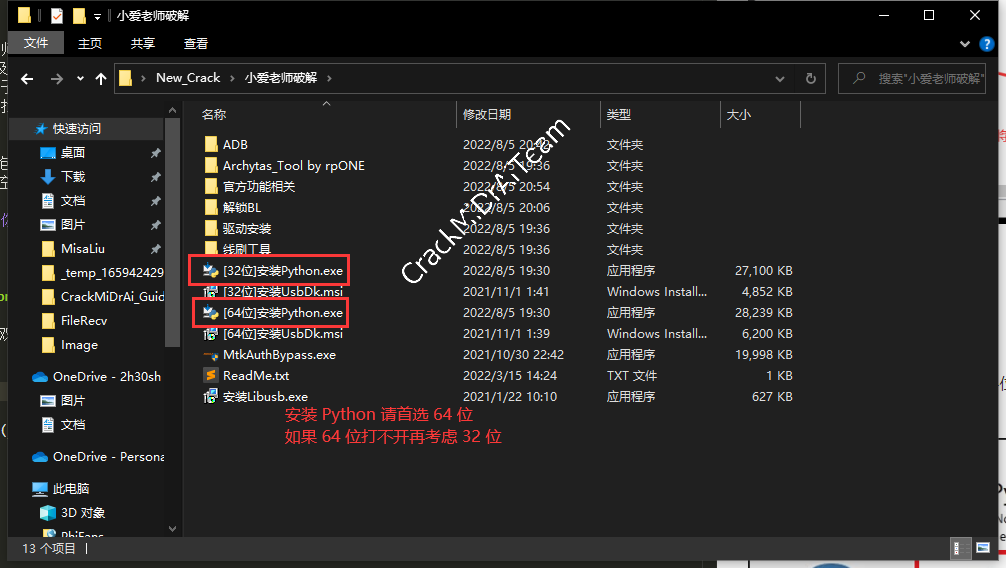 小爱老师破解
文件 主页 共享 查看
New_Crack 小爱老师破解 搜索"小爱老师破解"
名称 修改日期 类型 大小
快速访问
桌面
下载
文档
图片
MisaLiu
_temp_165942429
CrackMiDrAi_Guid
FileRecv
Image
OneDrive - 2h30sh
图片
文档
OneDrive - Persona
此电脑
3D 对象
PhiFans
ADB 2022/8/5 20:42 文件夹
Archytas_Tool by rpONE 2022/8/5 19:36 文件夹
官方功能相关 2022/8/5 20:54 文件夹
解锁BL 2022/8/5 20:06 文件夹
驱动安装 2022/8/5 19:36 文件夹
线刷工具 2022/8/5 19:36 文件夹
[32位]安装Python.exe 2022/8/5 19:30 应用程序 27,100 KB
[32位]安装UsbDk.msi 2021/11/1 1:41 Windows Install... 4,852 KB
[64位]安装Python.exe 2022/8/5 19:30 应用程序 28,239 KB
[64位]安装UsbDk.msi 2021/11/1 1:39 Windows Install... 6,200 KB
MtkAuthBypass.exe 2021/10/30 22:42 应用程序 19,998 KB
ReadMe.txt 2022/3/15 14:24 TXT 文件 1 KB
安装Libusb.exe 2021/1/22 10:10 应用程序 627 KB
CrackMiDrAiTeam
安装 Python 请首选 64 位
如果 64 位打不开再考虑 32 位
13 个项目